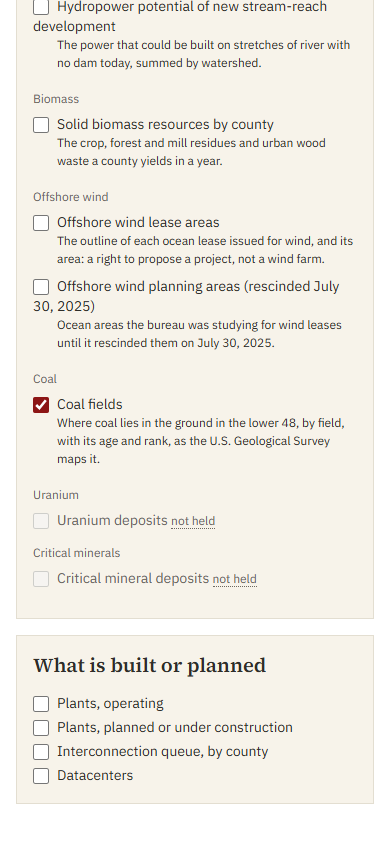 Hydropower potential of new stream-reach
development
The power that could be built on stretches of river with
no dam today, summed by watershed.
Biomass
Solid biomass resources by county
The crop, forest and mill residues and urban wood
waste a county yields in a year.
Offshore wind
Offshore wind lease areas
The outline of each ocean lease issued for wind, and its
area: a right to propose a project, not a wind farm.
Offshore wind planning areas (rescinded July
30, 2025)
Ocean areas the bureau was studying for wind leases
until it rescinded them on July 30, 2025.
Coal
Coal fields
Where coal lies in the ground in the lower 48, by field,
with its age and rank, as the U.S. Geological Survey
maps it.
Uranium
Uranium deposits not held
Critical minerals
Critical mineral deposits not held
What is built or planned
Plants, operating
Plants, planned or under construction
Interconnection queue, by county
Datacenters